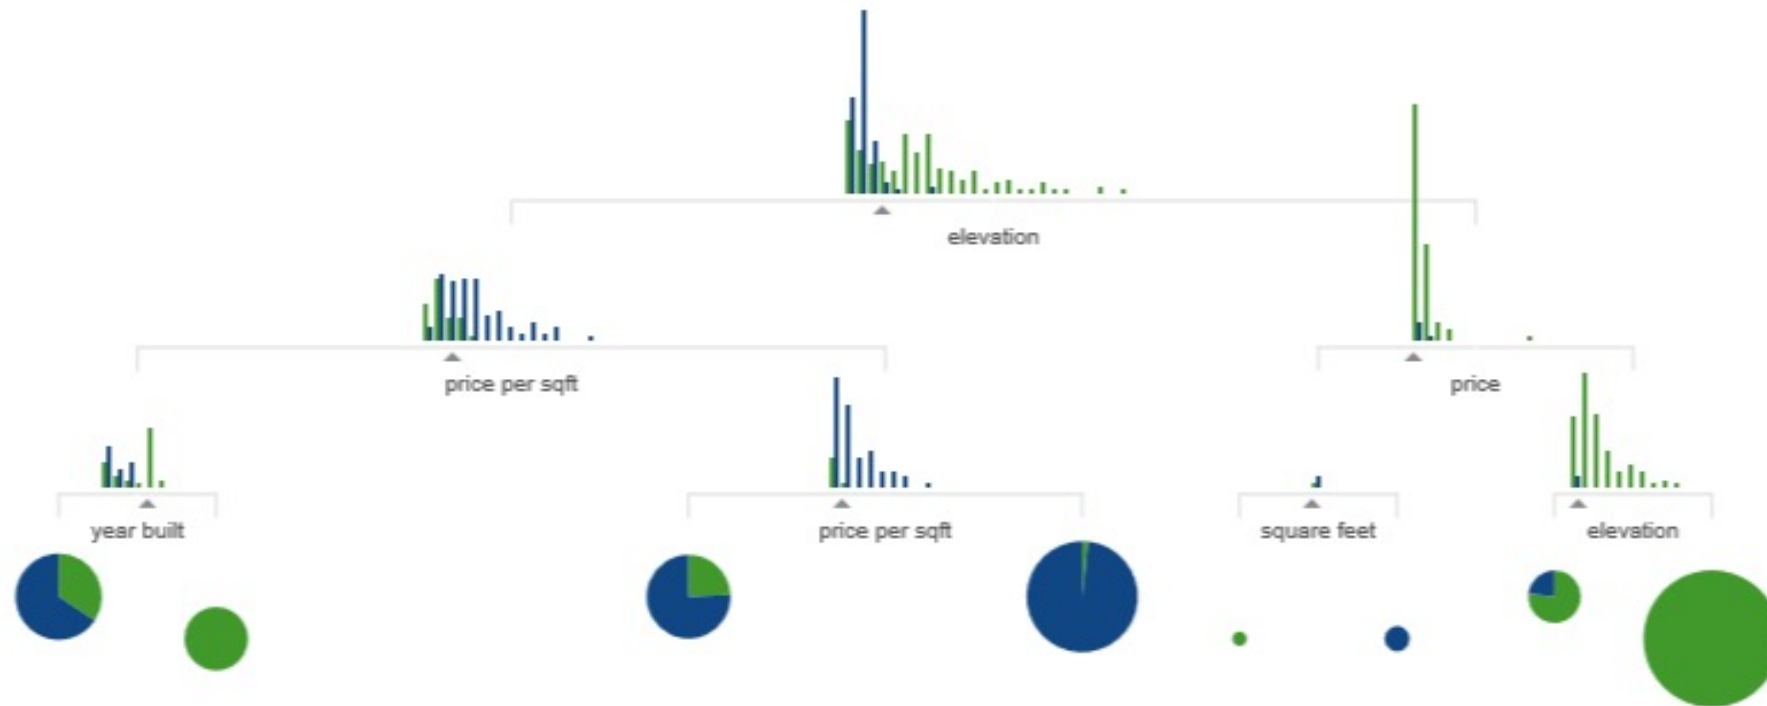 elevation
price per sqft
price
year built
price per sqft
square feet
elevation